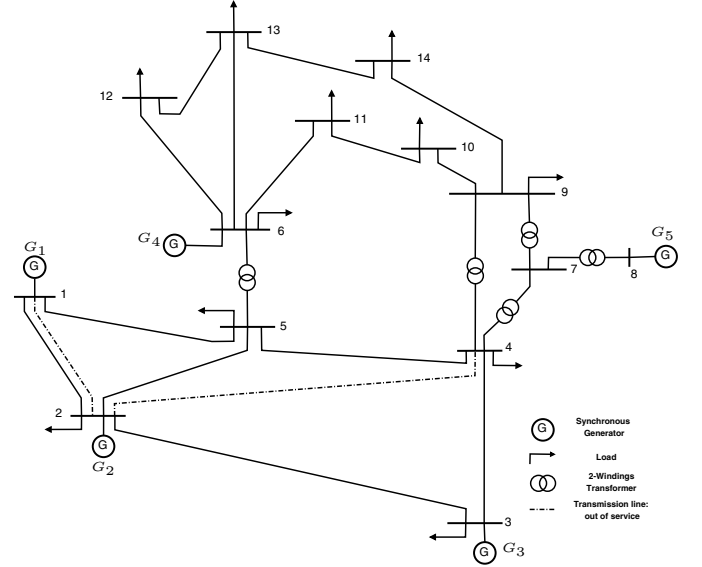 13
14
12
11
10
9
G4
G
6
G5
G
7
8
G1
G
1
5
4
2
G
G2
G
Synchronous
Generator
Load
2-Windings
Transformer
Transmission line:
out of service
3
G
G3